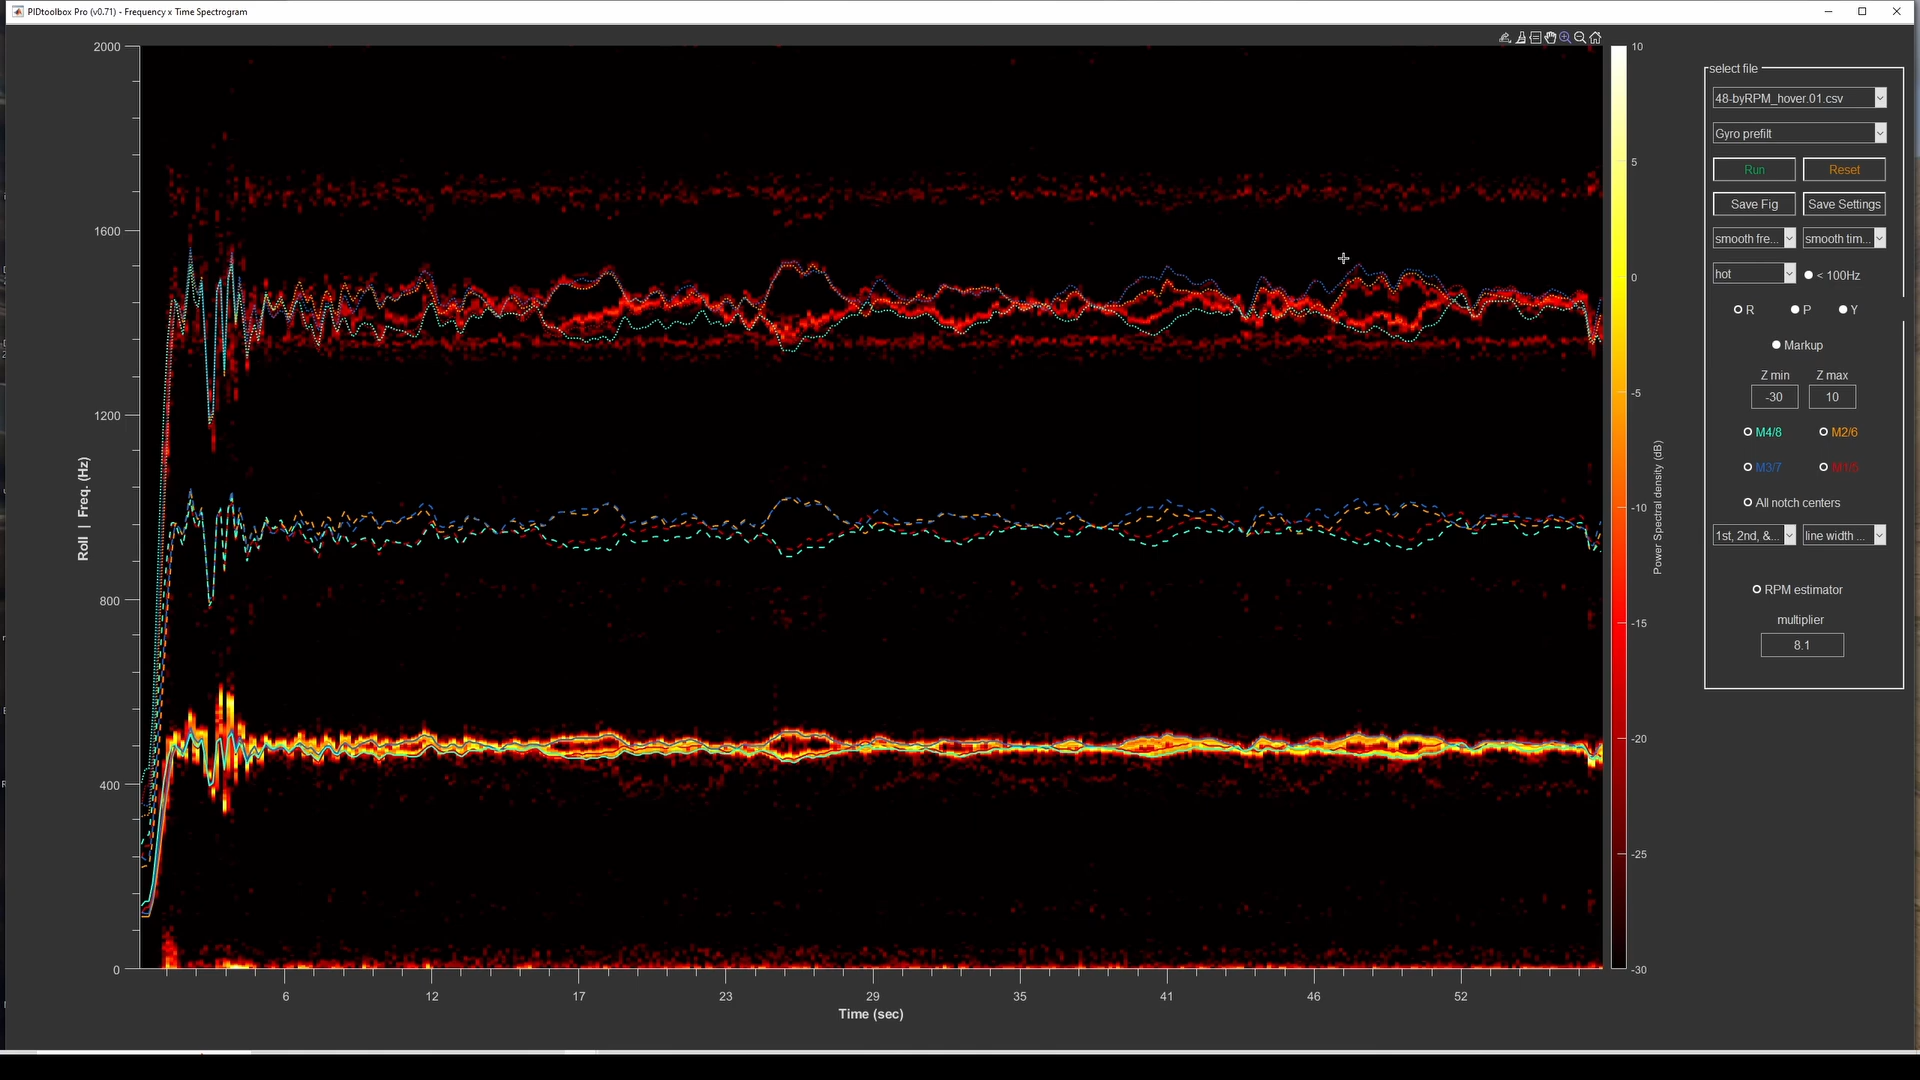 PIDtoolbox Pro (v0.71) - Frequency x Time Spectrogram
2000
1600
1200
800
400
0
Roll | Freq. (Hz)
6
12
17
23
29
35
41
46
52
Time (sec)
10
5
0
-5
-10
-15
-20
-25
-30
Power Spectral density (dB)
select file
48-byRPM_hover.01.csv
Gyro prefilt
Run Reset
Save Fig Save Settings
smooth fre... smooth tim...
hot < 100Hz
R P Y
Markup
Z min Z max
-30 10
M4/8 M2/6
M3/7 M1/5
All notch centers
1st, 2nd, &... line width ...
RPM estimator
multiplier
8.1